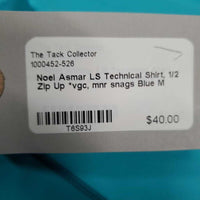 The Tack Collector
1000452-526
Noel Asmar LS Technical Shirt, 1/2
Zip Up *vgc, mnr snags Blue M
T6S93J
$40.00